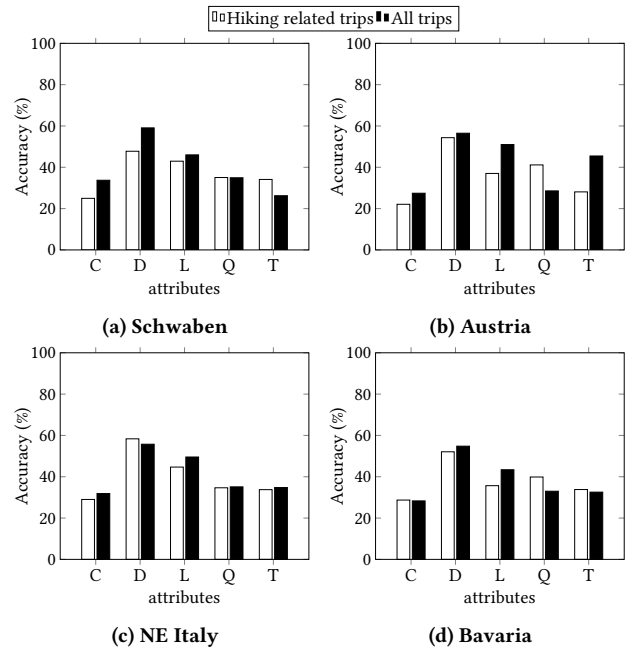 Hiking related trips All trips
100
80
60
40
20
0
Accuracy (%)
C D L Q T
attributes
(a) Schwaben
100
80
60
40
20
0
Accuracy (%)
C D L Q T
attributes
(b) Austria
100
80
60
40
20
0
Accuracy (%)
C D L Q T
attributes
(c) NE Italy
100
80
60
40
20
0
Accuracy (%)
C D L Q T
attributes
(d) Bavaria